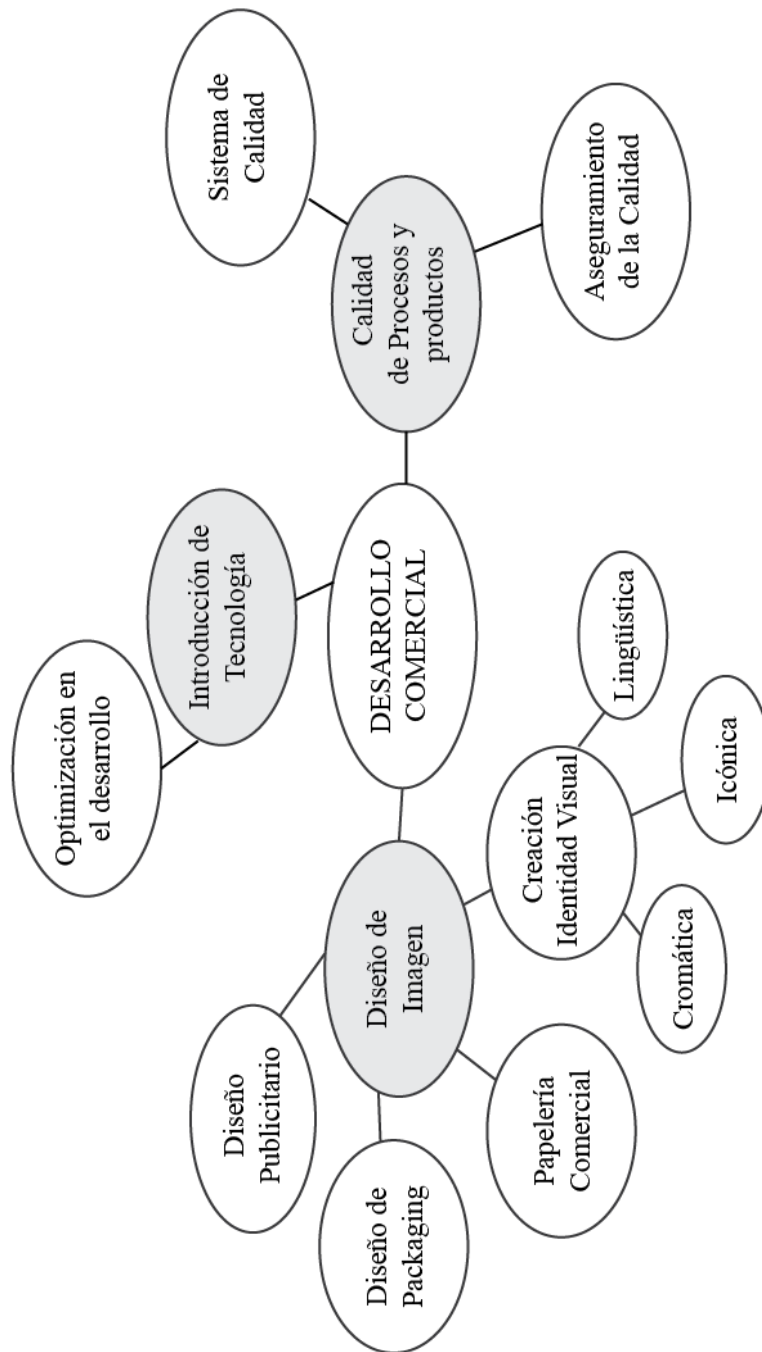 Optimización en
el desarrollo
Introducción de
Tecnología
Sistema de
Calidad
Diseño
Publicitario
Diseño de
Packaging
Diseño de
Imagen
DESARROLLO
COMERCIAL
Calidad
de Procesos y
productos
Papelería
Comercial
Creación
Identidad Visual
Aseguramiento
de la Calidad
Cromática
Icónica
Lingüística